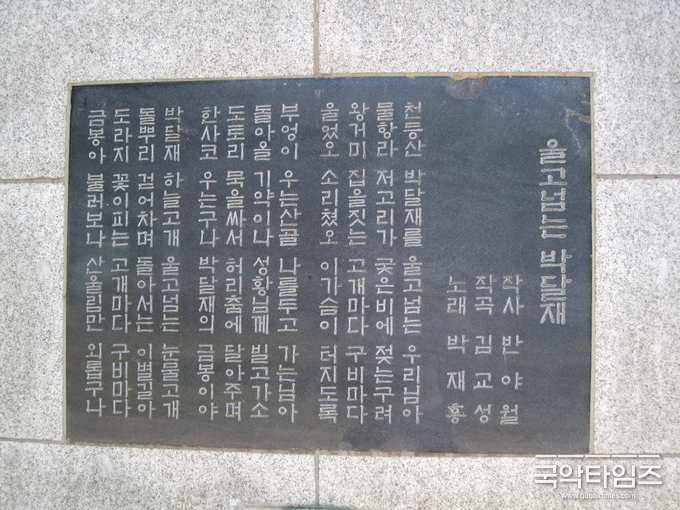 울고넘는 박달재
작사 반야월
작곡 김교성
노래 박재홍
천등산 박달재를 울고넘는 우리님아
물항라 저고리가 궂은비에 젖는구려
왕거미 집을짓는 고개마다 구비마다
울었오 소리쳤오 이가슴이 터지도록
부엉이 우는산골 나를두고 가는님아
돌아올 기약이나 성황님께 빌고가소
도토리 묵을싸서 허리춤에 달아주며
한사코 우는구나 박달재의 금봉이야
박달재 하늘고개 울고넘는 눈물고개
돌뿌리 걷어차며 돌아서는 이별길아
도라지 꽃이피는 고개마다 구비마다
금봉아 불러보나 산울림만 외롭구나
국악타임즈
www.gugaktimes.com